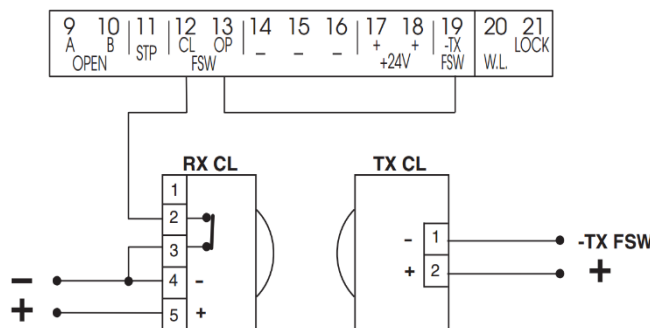 9 10 11 12 13 14 15 16 17 18 19 20 21
A B STP CL OP – – – + + -TX W.L. LOCK
OPEN FSW +24V FSW
RX CL TX CL
1
2
3
4 –
5 +
– 1 -TX FSW
+ 2 +
–
+